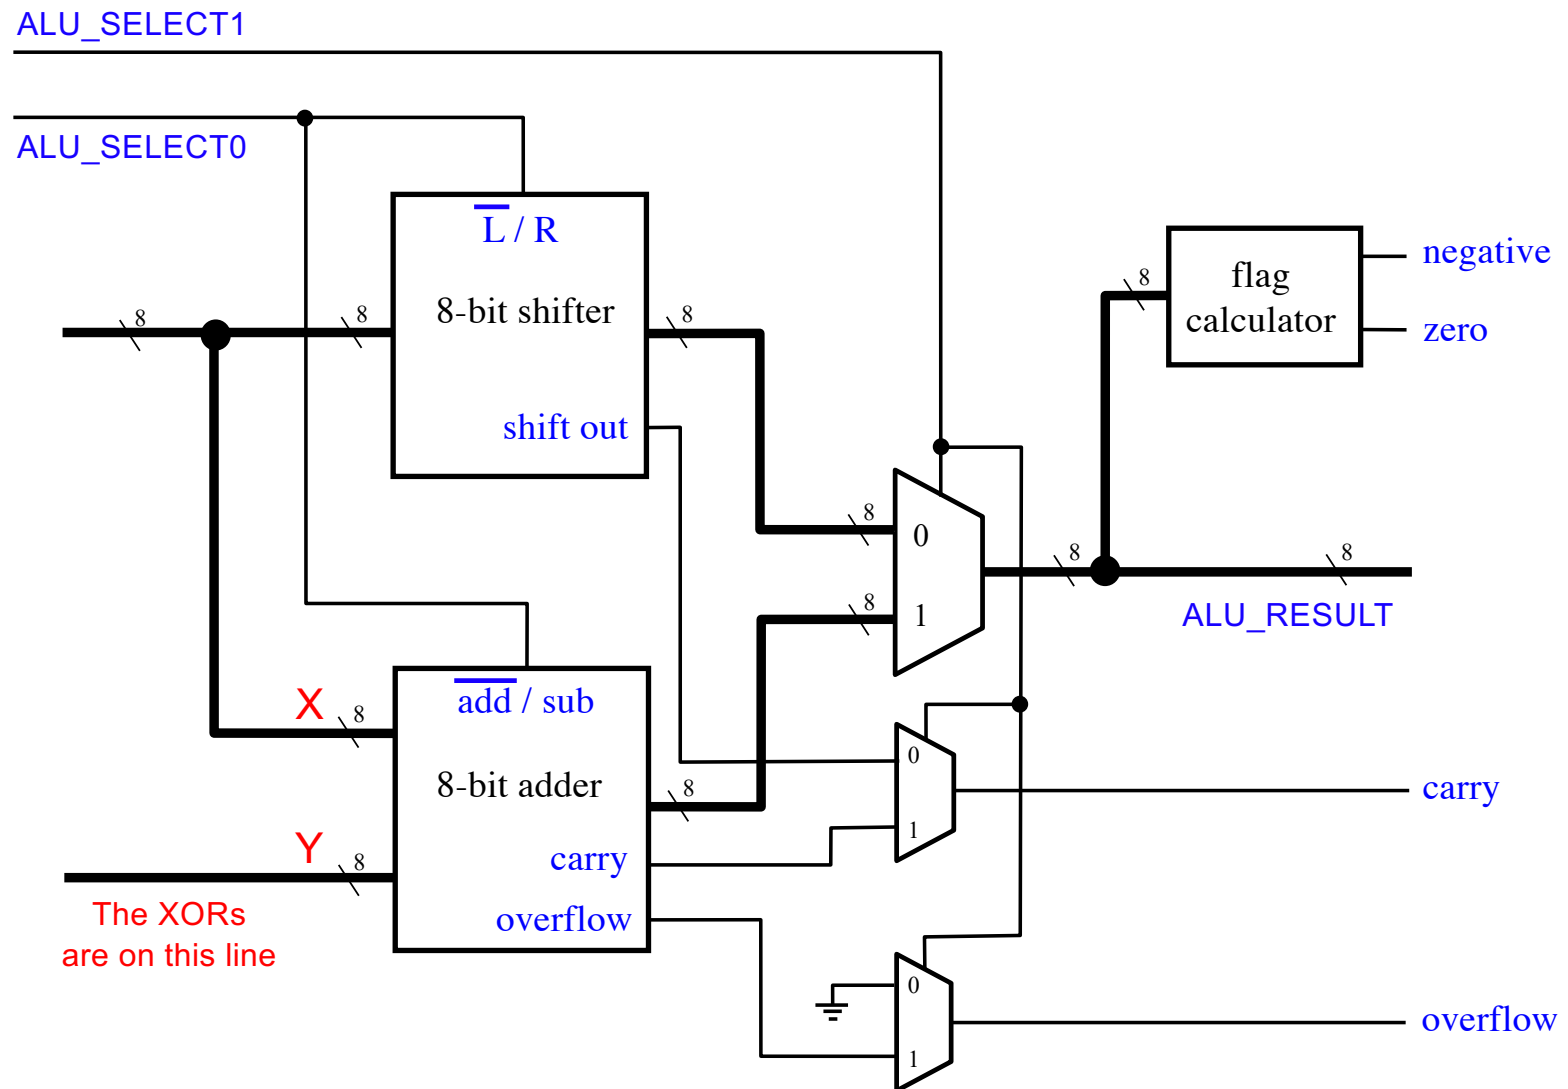 ALU_SELECT1
ALU_SELECT0
L / R
8-bit shifter
shift out
8
8
8
8
flag
calculator
negative
zero
8
0
8
1
8
8
ALU_RESULT
X
8
add / sub
8-bit adder
8
Y
8
carry
overflow
The XORs
are on this line
0
1
carry
0
1
overflow